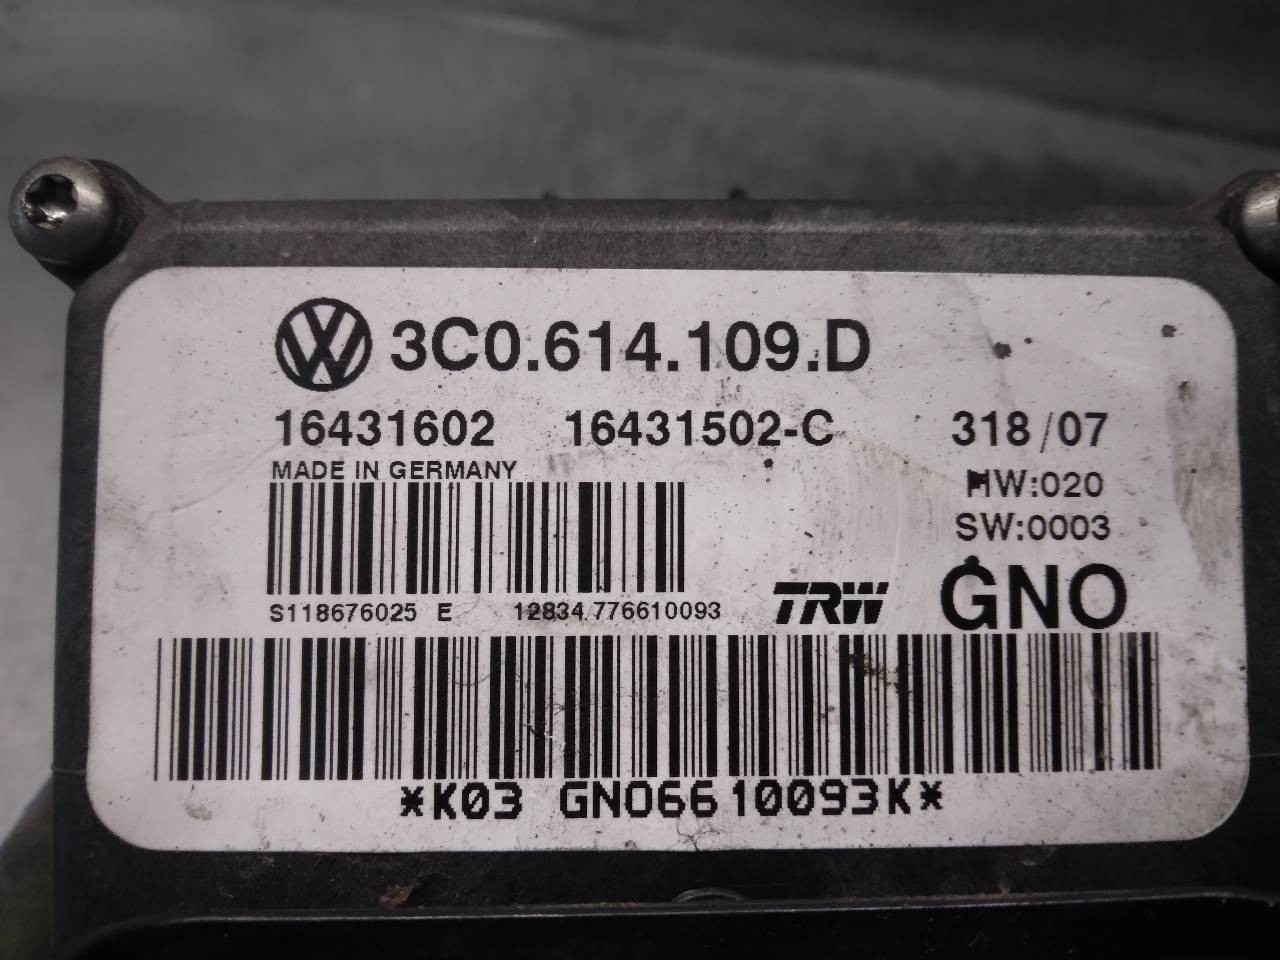 3C0.614.109.D
16431602 16431502-C 318/07
MADE IN GERMANY HW:020
SW:0003
S118676025 E 12834 776610093 TRW GNO
*K03 GNO6610093K*